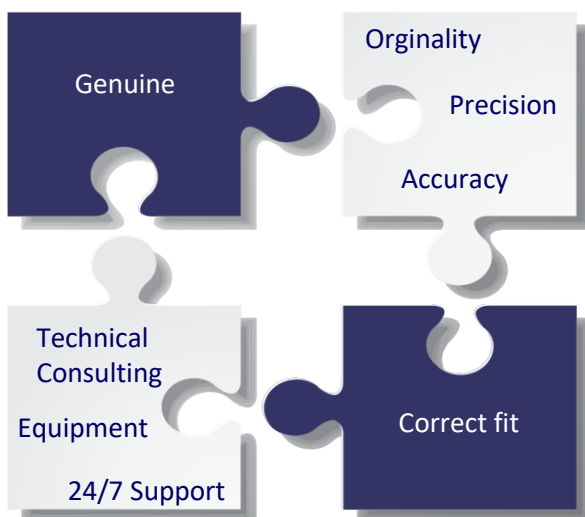 Genuine
Orginality
Precision
Accuracy
Technical
Consulting
Equipment
24/7 Support
Correct fit